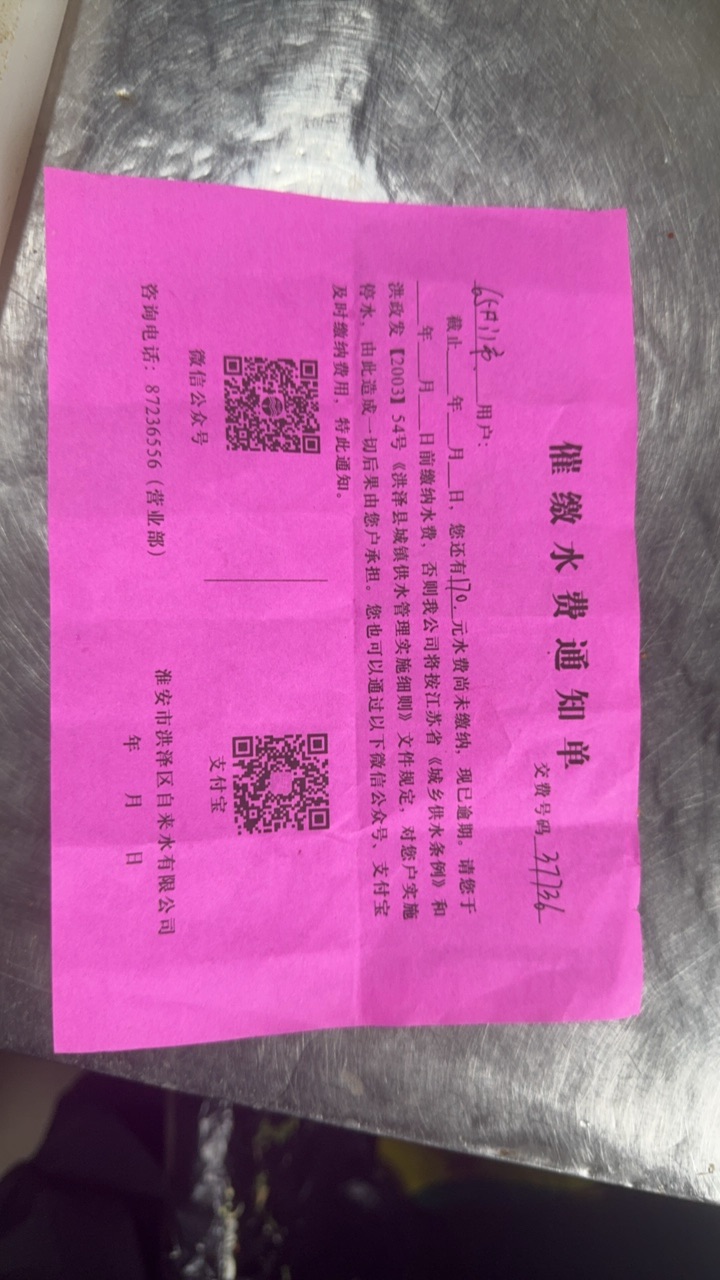 催缴水费通知单
交费号码 37736
用户：
截止 年 月 日，您还有170元水费尚未缴纳，现已逾期。请您于
年 月 日前缴纳水费，否则我公司将按江苏省《城乡供水条例》和
洪政发【2003】54号《洪泽县城镇供水管理实施细则》文件规定，对您户实施
停水，由此造成一切后果由您户承担。您也可以通过以下微信公众号、支付宝
及时缴纳费用。特此通知。
微信公众号
支付宝
咨询电话：87236556（营业部）
淮安市洪泽区自来水有限公司
年 月 日